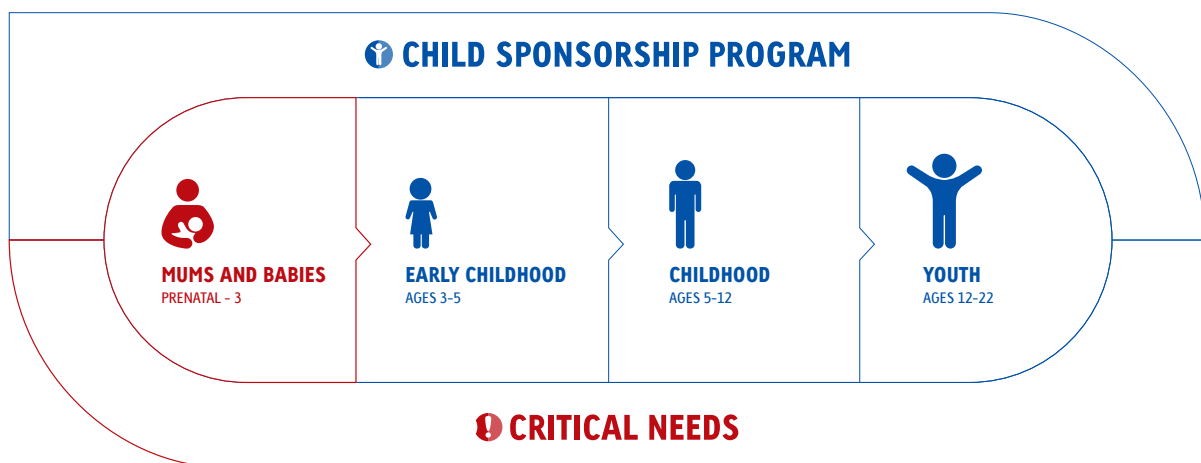 CHILD SPONSORSHIP PROGRAM
MUMS AND BABIES
PRENATAL - 3
EARLY CHILDHOOD
AGES 3-5
CHILDHOOD
AGES 5-12
YOUTH
AGES 12-22
CRITICAL NEEDS